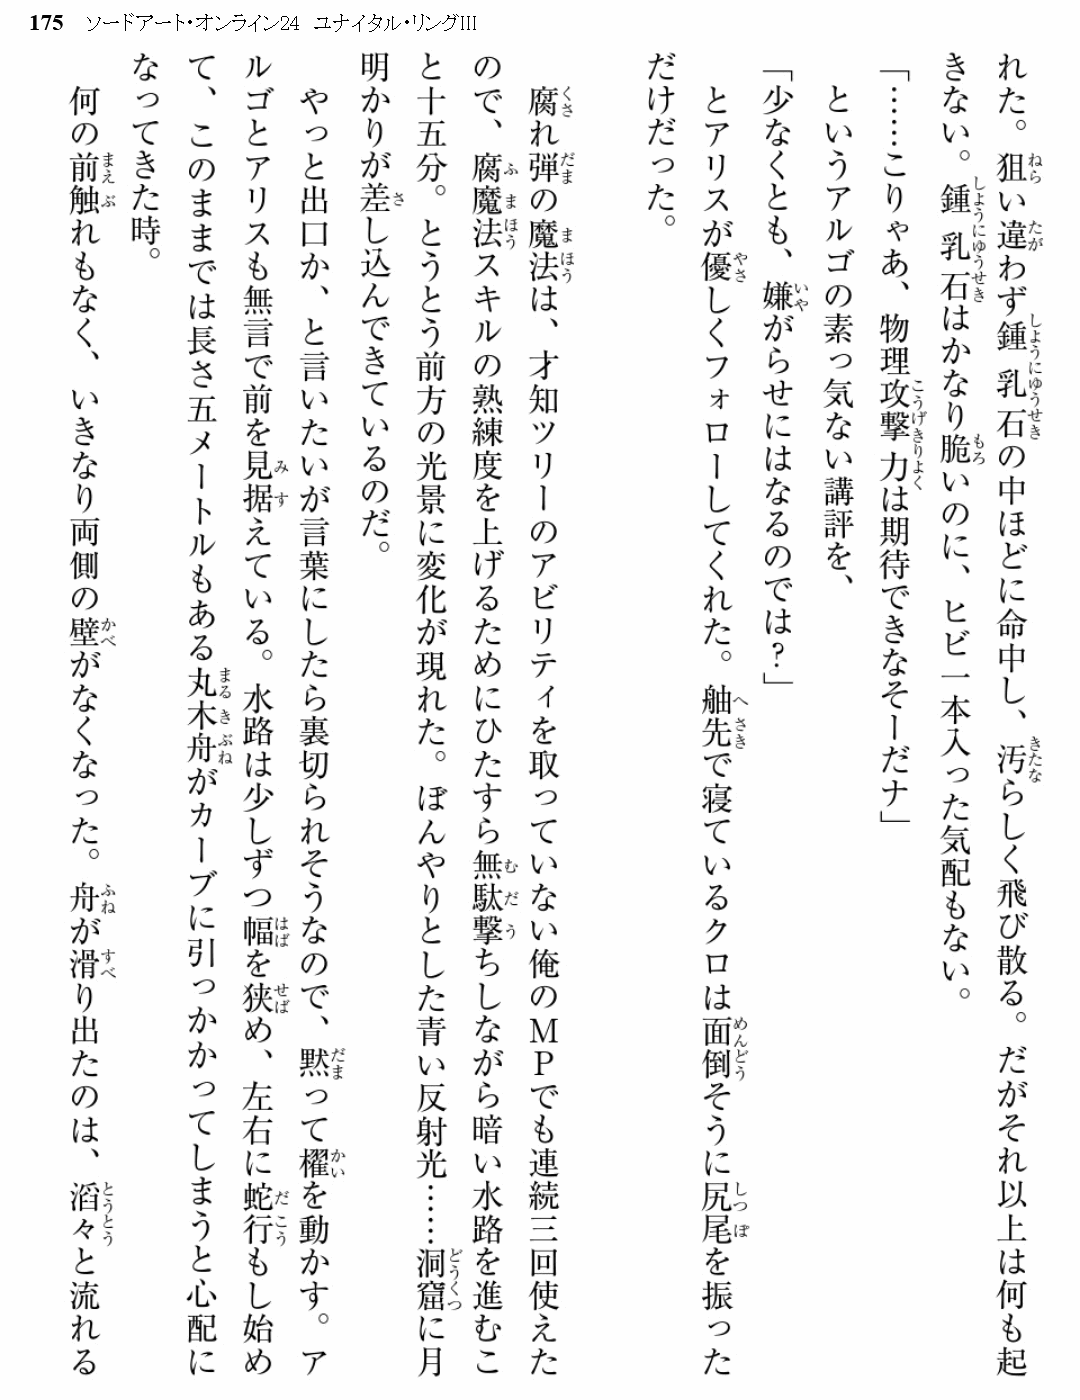 175 ソードアート・オンライン24 ユナイタル・リングIII
れた。狙い違わず鍾乳石の中ほどに命中し、汚らしく飛び散る。だがそれ以上は何も起
きない。鍾乳石はかなり脆いのに、ヒビ一本入った気配もない。
「……こりゃあ、物理攻撃力は期待できなそーだナ」
というアルゴの素っ気ない講評を、
「少なくとも、嫌がらせにはなるのでは？」
とアリスが優しくフォローしてくれた。舳先で寝ているクロは面倒そうに尻尾を振った
だけだった。
腐れ弾の魔法は、才知ツリーのアビリティを取っていない俺のＭＰでも連続三回使えた
ので、腐魔法スキルの熟練度を上げるためにひたすら無駄撃ちしながら暗い水路を進むこ
と十五分。とうとう前方の光景に変化が現れた。ぼんやりとした青い反射光……洞窟に月
明かりが差し込んできているのだ。
やっと出口か、と言いたいが言葉にしたら裏切られそうなので、黙って櫂を動かす。ア
ルゴとアリスも無言で前を見据えている。水路は少しずつ幅を狭め、左右に蛇行もし始め
て、このままでは長さ五メートルもある丸木舟がカーブに引っかかってしまうと心配に
なってきた時。
何の前触れもなく、いきなり両側の壁がなくなった。舟が滑り出たのは、滔々と流れる